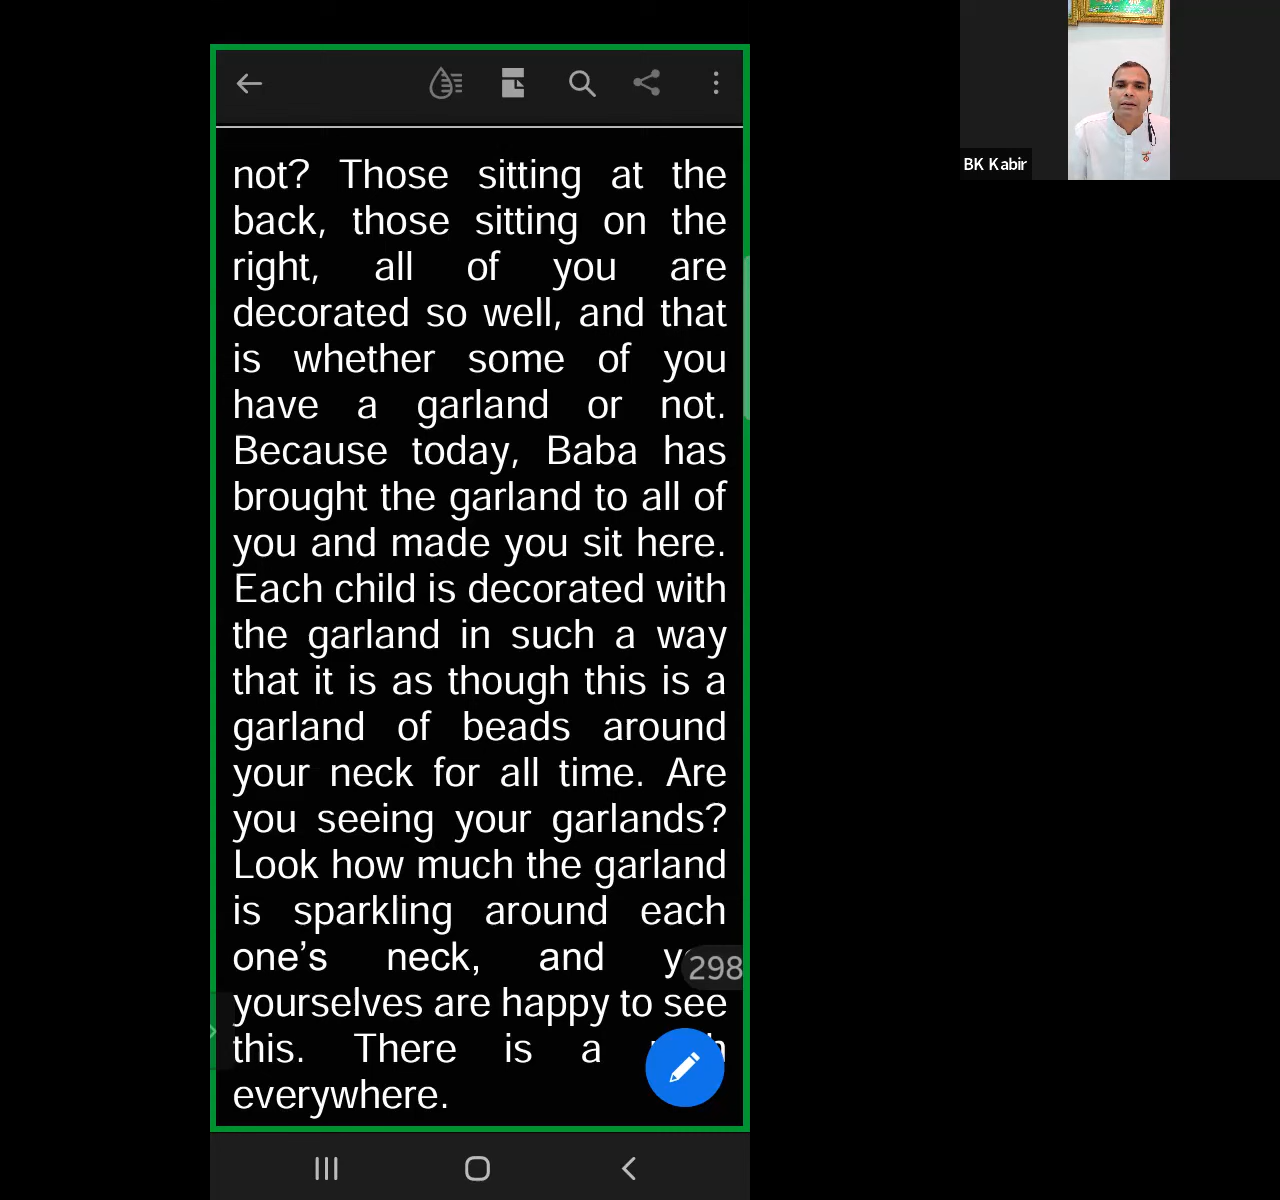 not? Those sitting at the
back, those sitting on the
right, all of you are
decorated so well, and that
is whether some of you
have a garland or not.
Because today, Baba has
brought the garland to all of
you and made you sit here.
Each child is decorated with
the garland in such a way
that it is as though this is a
garland of beads around
your neck for all time. Are
you seeing your garlands?
Look how much the garland
is sparkling around each
one’s neck, and
298
yourselves are happy to see
this. There is a
everywhere.
BK Kabir